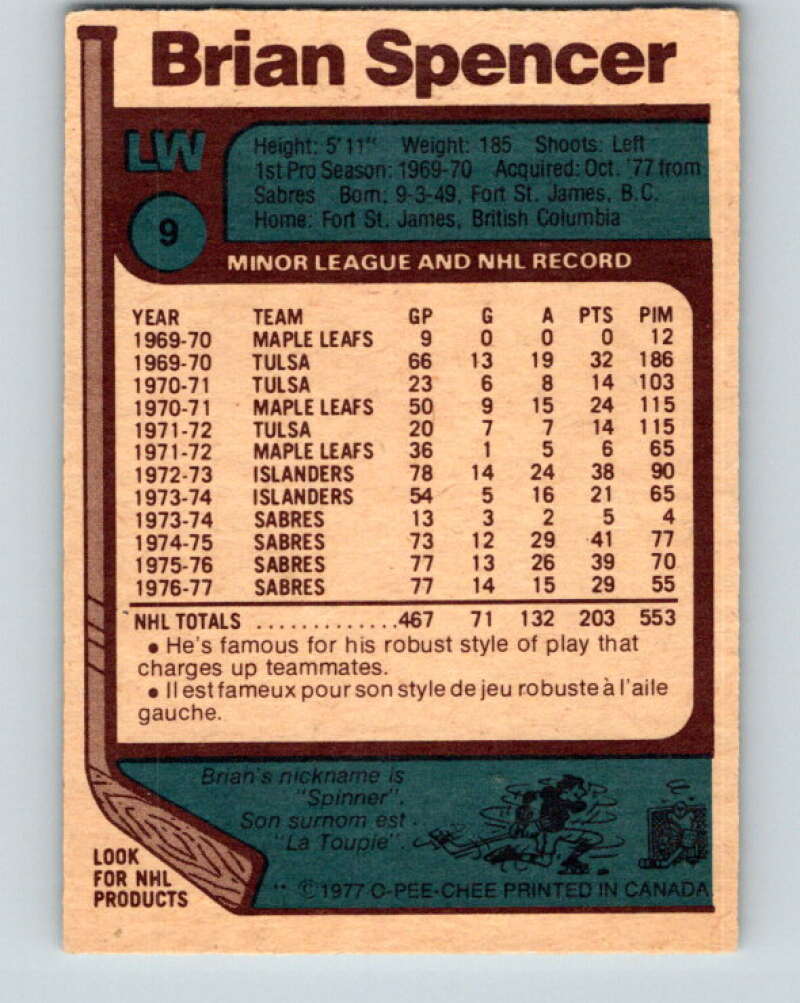 Brian Spencer
LW
9
Height: 5'11" Weight: 185 Shoots: Left
1st Pro Season: 1969-70 Acquired: Oct. '77 from
Sabres Born: 9-3-49, Fort St. James, B.C.
Home: Fort St. James, British Columbia
MINOR LEAGUE AND NHL RECORD
YEAR TEAM GP G A PTS PIM
1969-70 MAPLE LEAFS 9 0 0 0 12
1969-70 TULSA 66 13 19 32 186
1970-71 TULSA 23 6 8 14 103
1970-71 MAPLE LEAFS 50 9 15 24 115
1971-72 TULSA 20 7 7 14 115
1971-72 MAPLE LEAFS 36 1 5 6 65
1972-73 ISLANDERS 78 14 24 38 90
1973-74 ISLANDERS 54 5 16 21 65
1973-74 SABRES 13 3 2 5 4
1974-75 SABRES 73 12 29 41 77
1975-76 SABRES 77 13 26 39 70
1976-77 SABRES 77 14 15 29 55
NHL TOTALS .............467 71 132 203 553
• He's famous for his robust style of play that
charges up teammates.
• Il est fameux pour son style de jeu robuste à l'aile
gauche.
Brian's nickname is
"Spinner".
Son surnom est
"La Toupie".
LOOK
FOR NHL
PRODUCTS
** © 1977 O-PEE-CHEE PRINTED IN CANADA